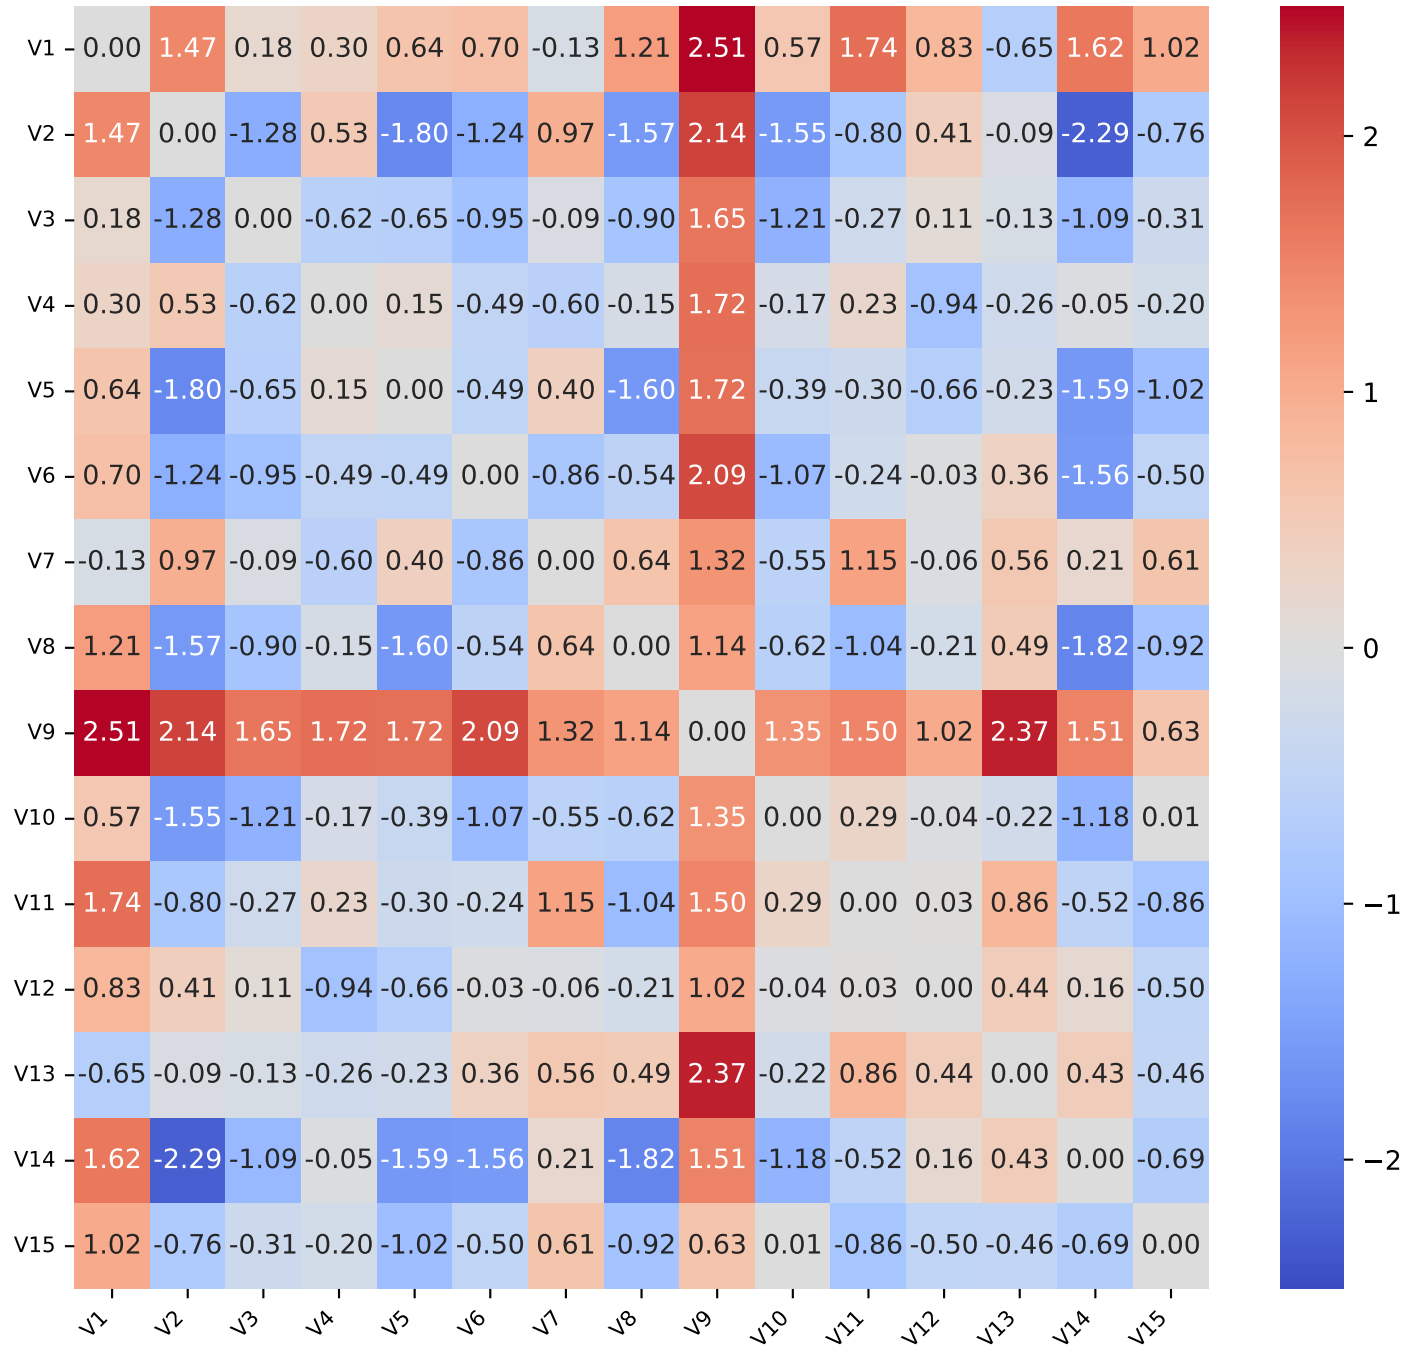 V1 0.00 1.47 0.18 0.30 0.64 0.70 -0.13 1.21 2.51 0.57 1.74 0.83 -0.65 1.62 1.02
V2 1.47 0.00 -1.28 0.53 -1.80 -1.24 0.97 -1.57 2.14 -1.55 -0.80 0.41 -0.09 -2.29 -0.76
V3 0.18 -1.28 0.00 -0.62 -0.65 -0.95 -0.09 -0.90 1.65 -1.21 -0.27 0.11 -0.13 -1.09 -0.31
V4 0.30 0.53 -0.62 0.00 0.15 -0.49 -0.60 -0.15 1.72 -0.17 0.23 -0.94 -0.26 -0.05 -0.20
V5 0.64 -1.80 -0.65 0.15 0.00 -0.49 0.40 -1.60 1.72 -0.39 -0.30 -0.66 -0.23 -1.59 -1.02
V6 0.70 -1.24 -0.95 -0.49 -0.49 0.00 -0.86 -0.54 2.09 -1.07 -0.24 -0.03 0.36 -1.56 -0.50
V7 -0.13 0.97 -0.09 -0.60 0.40 -0.86 0.00 0.64 1.32 -0.55 1.15 -0.06 0.56 0.21 0.61
V8 1.21 -1.57 -0.90 -0.15 -1.60 -0.54 0.64 0.00 1.14 -0.62 -1.04 -0.21 0.49 -1.82 -0.92
V9 2.51 2.14 1.65 1.72 1.72 2.09 1.32 1.14 0.00 1.35 1.50 1.02 2.37 1.51 0.63
V10 0.57 -1.55 -1.21 -0.17 -0.39 -1.07 -0.55 -0.62 1.35 0.00 0.29 -0.04 -0.22 -1.18 0.01
V11 1.74 -0.80 -0.27 0.23 -0.30 -0.24 1.15 -1.04 1.50 0.29 0.00 0.03 0.86 -0.52 -0.86
V12 0.83 0.41 0.11 -0.94 -0.66 -0.03 -0.06 -0.21 1.02 -0.04 0.03 0.00 0.44 0.16 -0.50
V13 -0.65 -0.09 -0.13 -0.26 -0.23 0.36 0.56 0.49 2.37 -0.22 0.86 0.44 0.00 0.43 -0.46
V14 1.62 -2.29 -1.09 -0.05 -1.59 -1.56 0.21 -1.82 1.51 -1.18 -0.52 0.16 0.43 0.00 -0.69
V15 1.02 -0.76 -0.31 -0.20 -1.02 -0.50 0.61 -0.92 0.63 0.01 -0.86 -0.50 -0.46 -0.69 0.00
V1 V2 V3 V4 V5 V6 V7 V8 V9 V10 V11 V12 V13 V14 V15
2
1
0
−1
−2